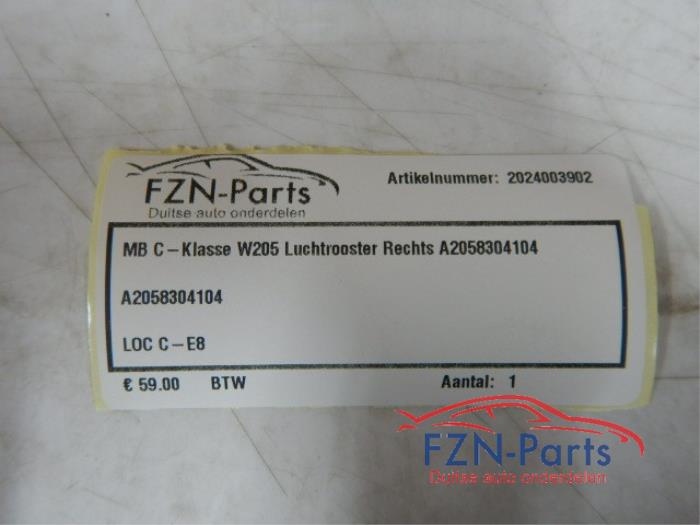 FZN-Parts
Duitse auto onderdelen
Artikelnummer: 2024003902
MB C-Klasse W205 Luchtrooster Rechts A2058304104
A2058304104
LOC C-E8
€ 59.00 BTW Aantal: 1
FZN-Parts
Duitse auto onderdelen